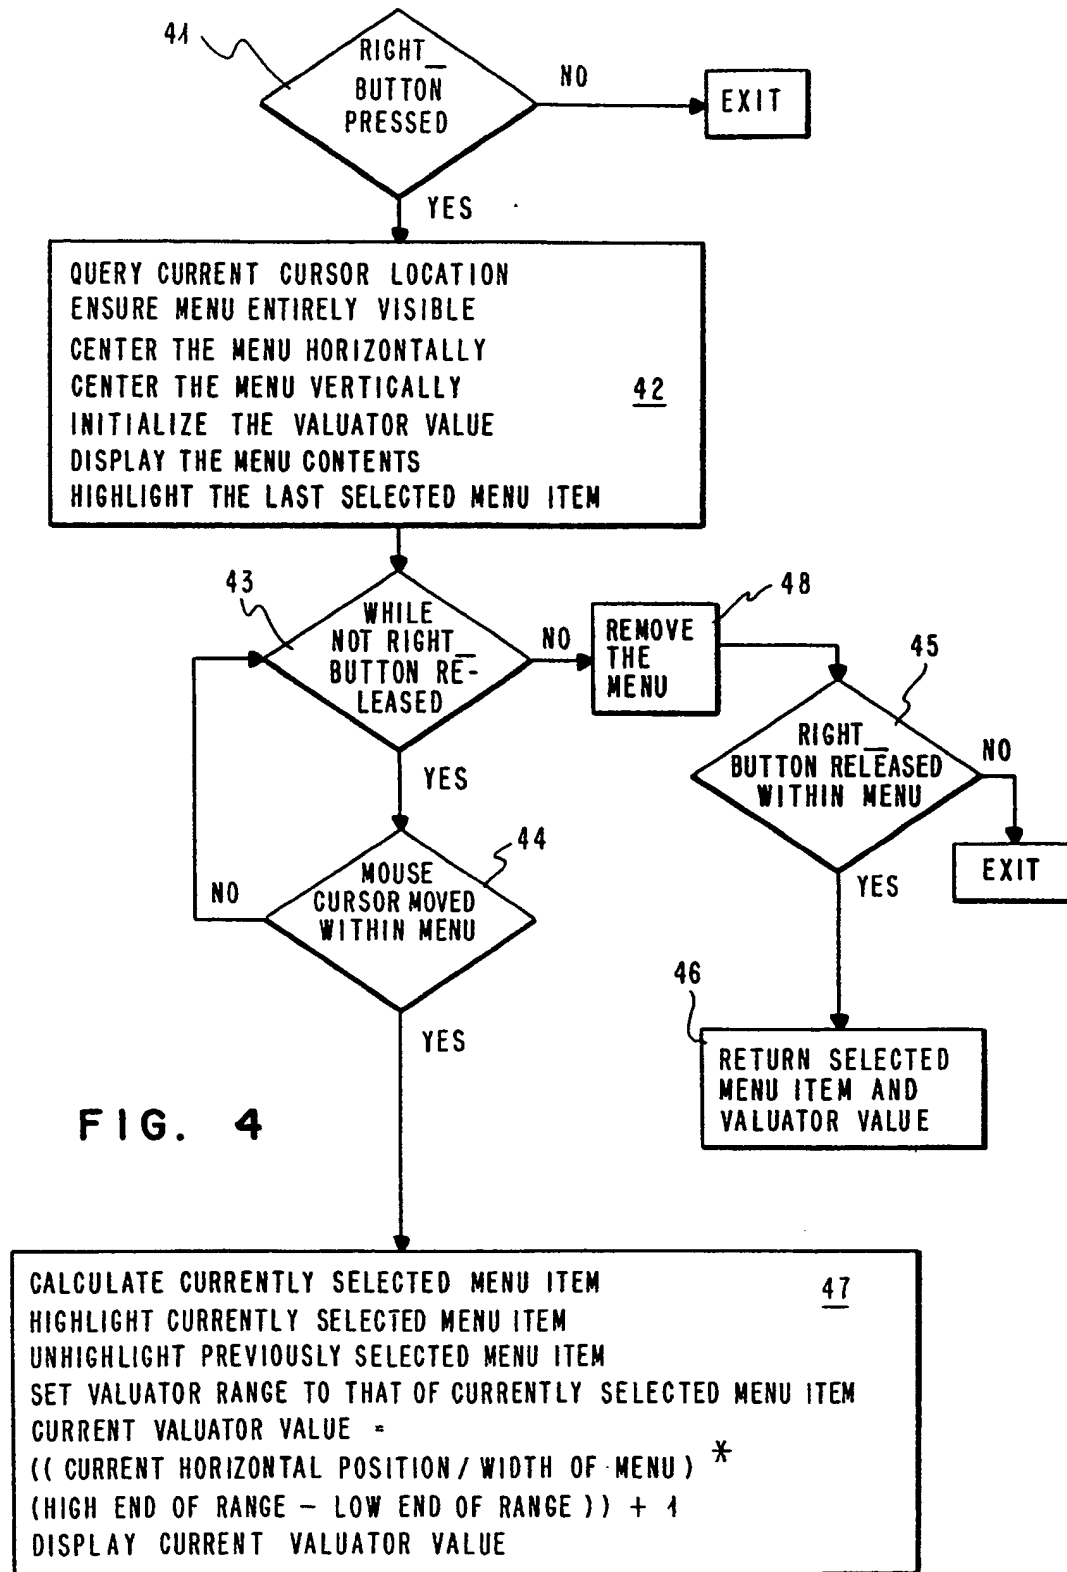 41
RIGHT_
BUTTON
PRESSED
NO
EXIT
YES
QUERY CURRENT CURSOR LOCATION
ENSURE MENU ENTIRELY VISIBLE
CENTER THE MENU HORIZONTALLY
CENTER THE MENU VERTICALLY
42
INITIALIZE THE VALUATOR VALUE
DISPLAY THE MENU CONTENTS
HIGHLIGHT THE LAST SELECTED MENU ITEM
43
WHILE
NOT RIGHT_
BUTTON RE-
LEASED
NO
REMOVE
THE
MENU
48
45
RIGHT_
BUTTON RELEASED
WITHIN MENU
NO
EXIT
YES
YES
44
MOUSE
CURSOR MOVED
WITHIN MENU
NO
YES
46
RETURN SELECTED
MENU ITEM AND
VALUATOR VALUE
FIG. 4
CALCULATE CURRENTLY SELECTED MENU ITEM
47
HIGHLIGHT CURRENTLY SELECTED MENU ITEM
UNHIGHLIGHT PREVIOUSLY SELECTED MENU ITEM
SET VALUATOR RANGE TO THAT OF CURRENTLY SELECTED MENU ITEM
CURRENT VALUATOR VALUE =
((CURRENT HORIZONTAL POSITION/WIDTH OF MENU) *
(HIGH END OF RANGE - LOW END OF RANGE)) + 1
DISPLAY CURRENT VALUATOR VALUE